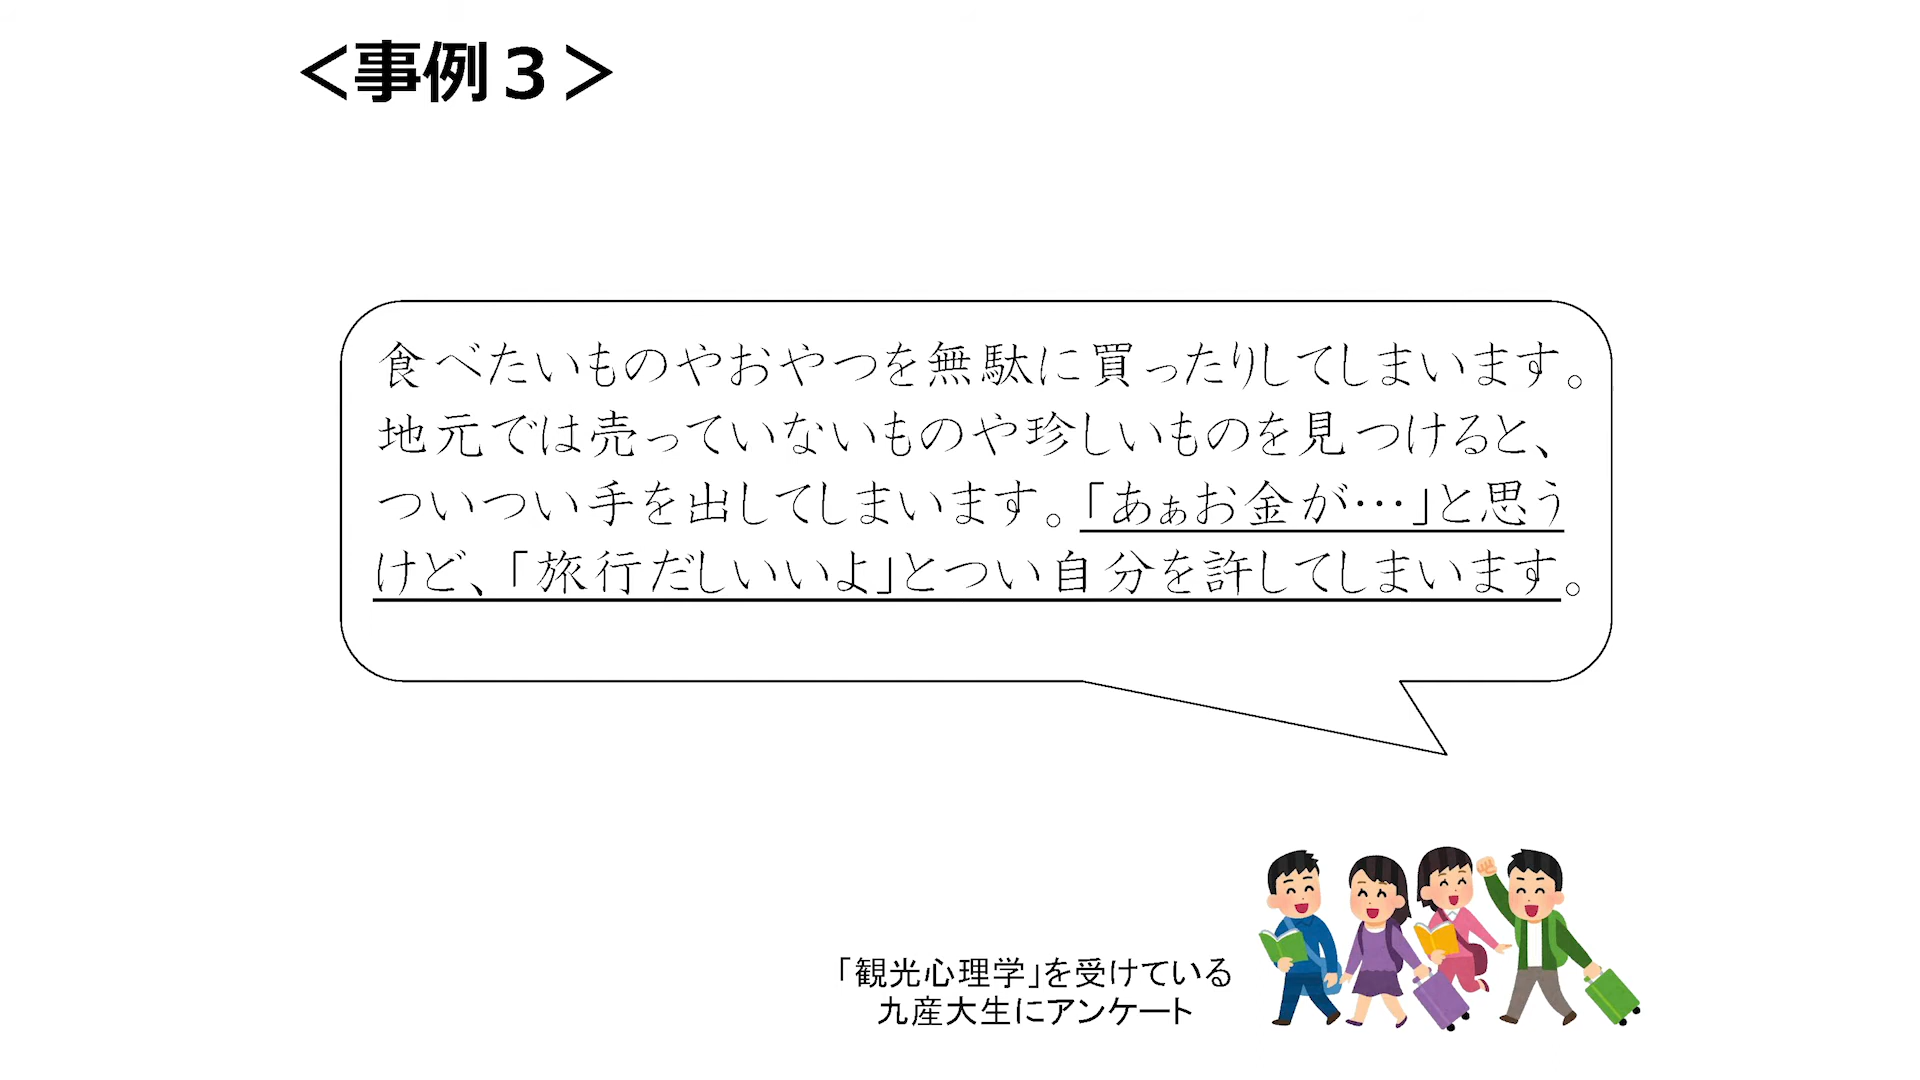 ＜事例３＞
食べたいものやおやつを無駄に買ったりしてしまいます。
地元では売っていないものや珍しいものを見つけると、
ついつい手を出してしまいます。「あぁお金が…」と思う
けど、「旅行だしいいよ」とつい自分を許してしまいます。
「観光心理学」を受けている
九産大生にアンケート